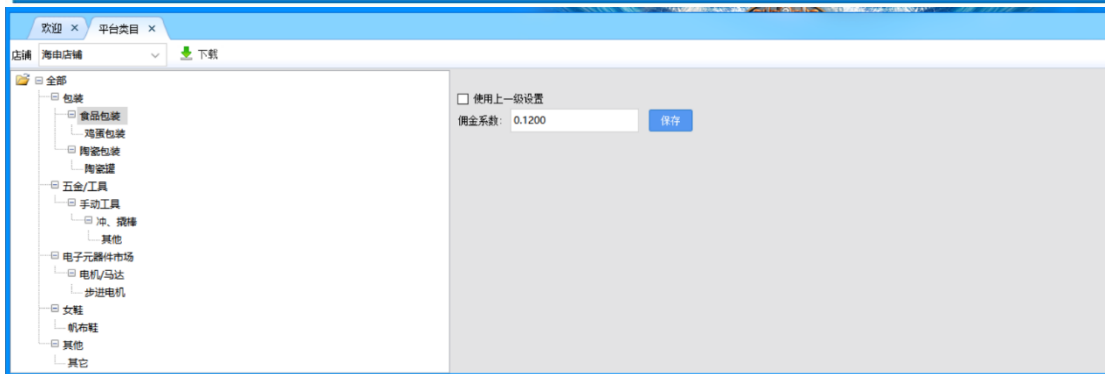 欢迎 × 平台类目 ×
店铺 海申店铺 下载
全部
包装
食品包装
鸡蛋包装
陶瓷包装
陶瓷罐
五金/工具
手动工具
冲、撬棒
其他
电子元器件市场
电机/马达
步进电机
女鞋
帆布鞋
其他
其它
使用上一级设置
佣金系数: 0.1200 保存